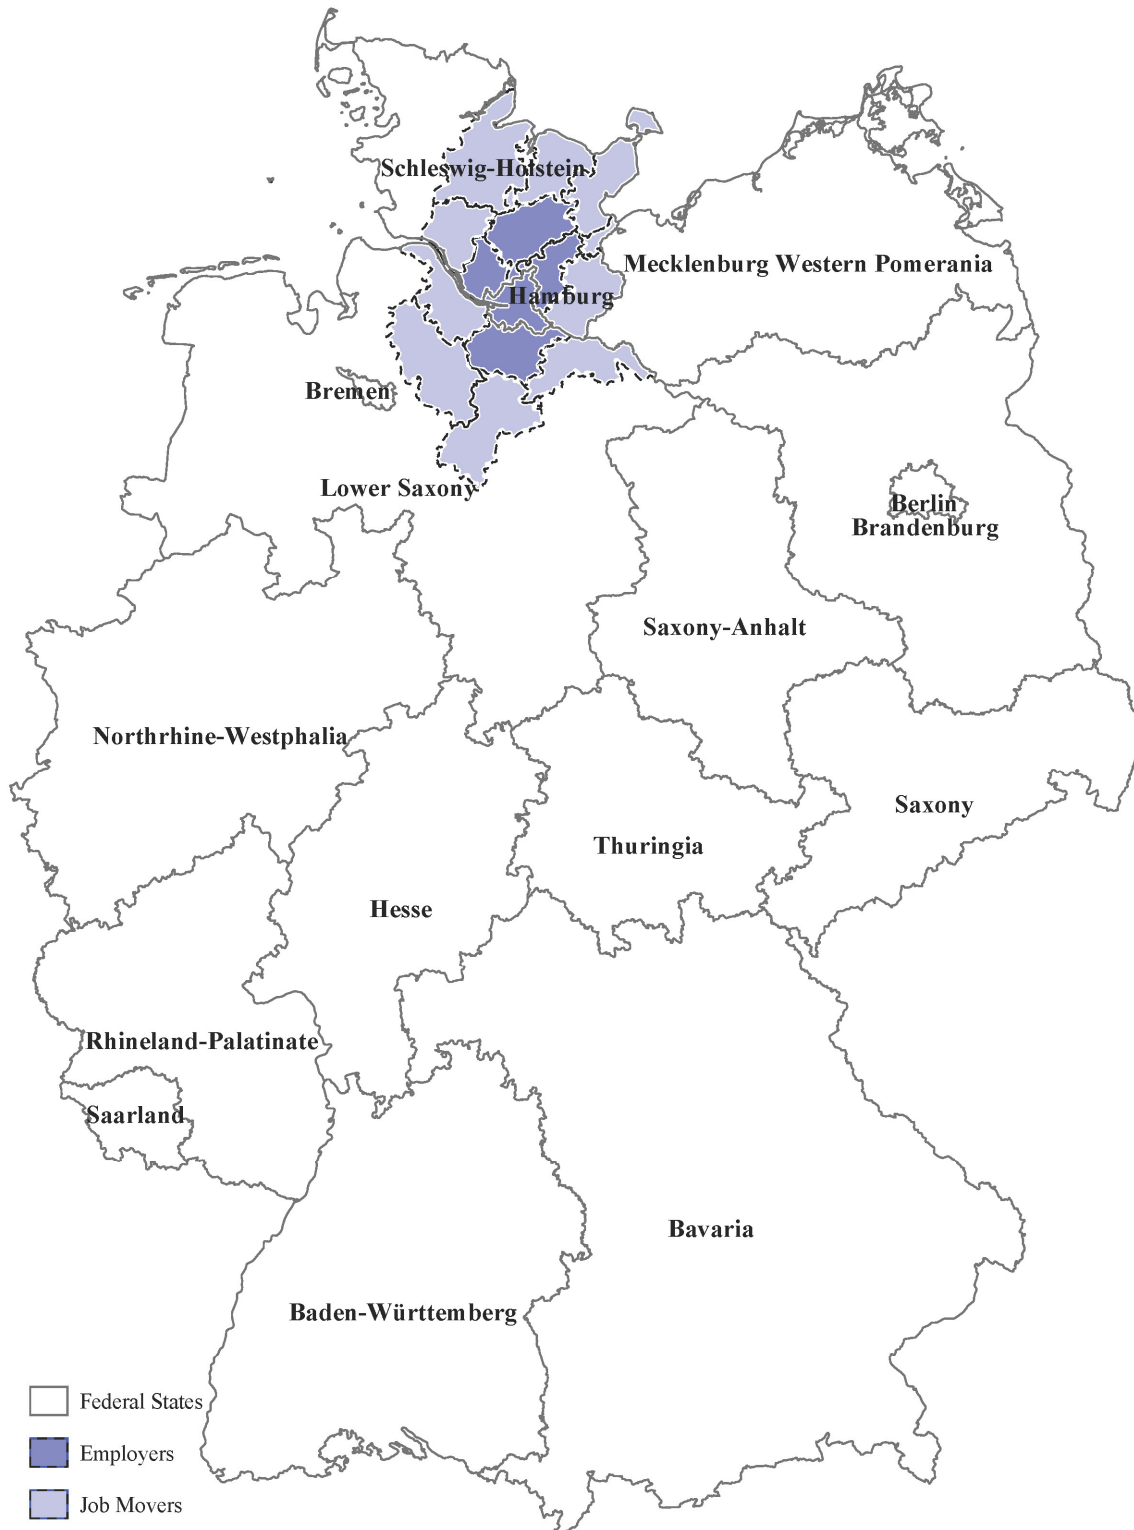 Schleswig-Holstein
Mecklenburg Western Pomerania
Hamburg
Bremen
Lower Saxony
Berlin
Brandenburg
Saxony-Anhalt
Northrhine-Westphalia
Saxony
Thuringia
Hesse
Rhineland-Palatinate
Saarland
Bavaria
Baden-Württemberg
Federal States
Employers
Job Movers